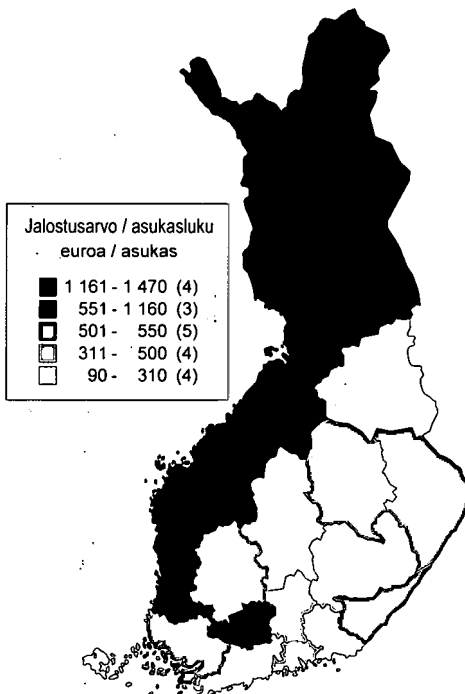 Jalostusarvo / asukasluku
euroa / asukas
1 161 - 1 470 (4)
551 - 1 160 (3)
501 - 550 (5)
311 - 500 (4)
90 - 310 (4)